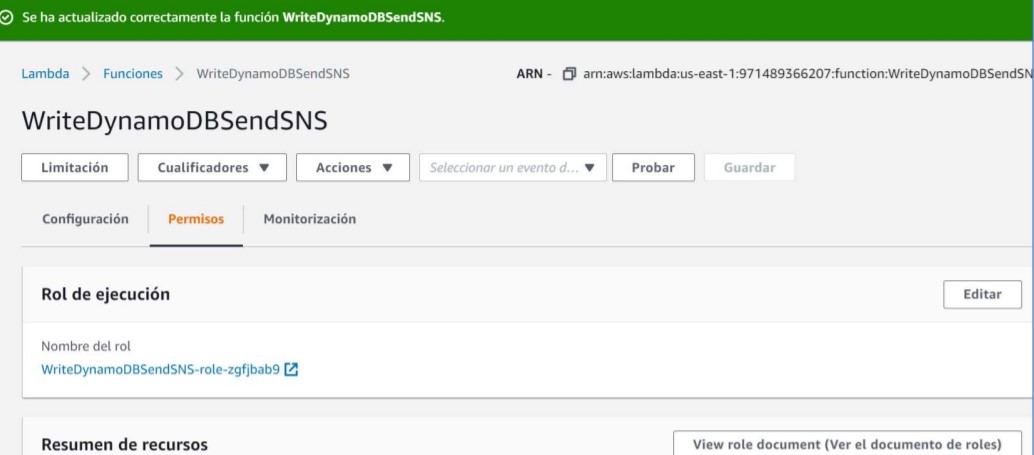 Se ha actualizado correctamente la función WriteDynamoDBSendSNS.
Lambda > Funciones > WriteDynamoDBSendSNS ARN - arn:aws:lambda:us-east-1:971489366207:function:WriteDynamoDBSendSN
WriteDynamoDBSendSNS
Limitación Cualificadores Acciones Seleccionar un evento d... Probar Guardar
Configuración Permisos Monitorización
Rol de ejecución Editar
Nombre del rol
WriteDynamoDBSendSNS-role-zgfjbab9
Resumen de recursos View role document (Ver el documento de roles)